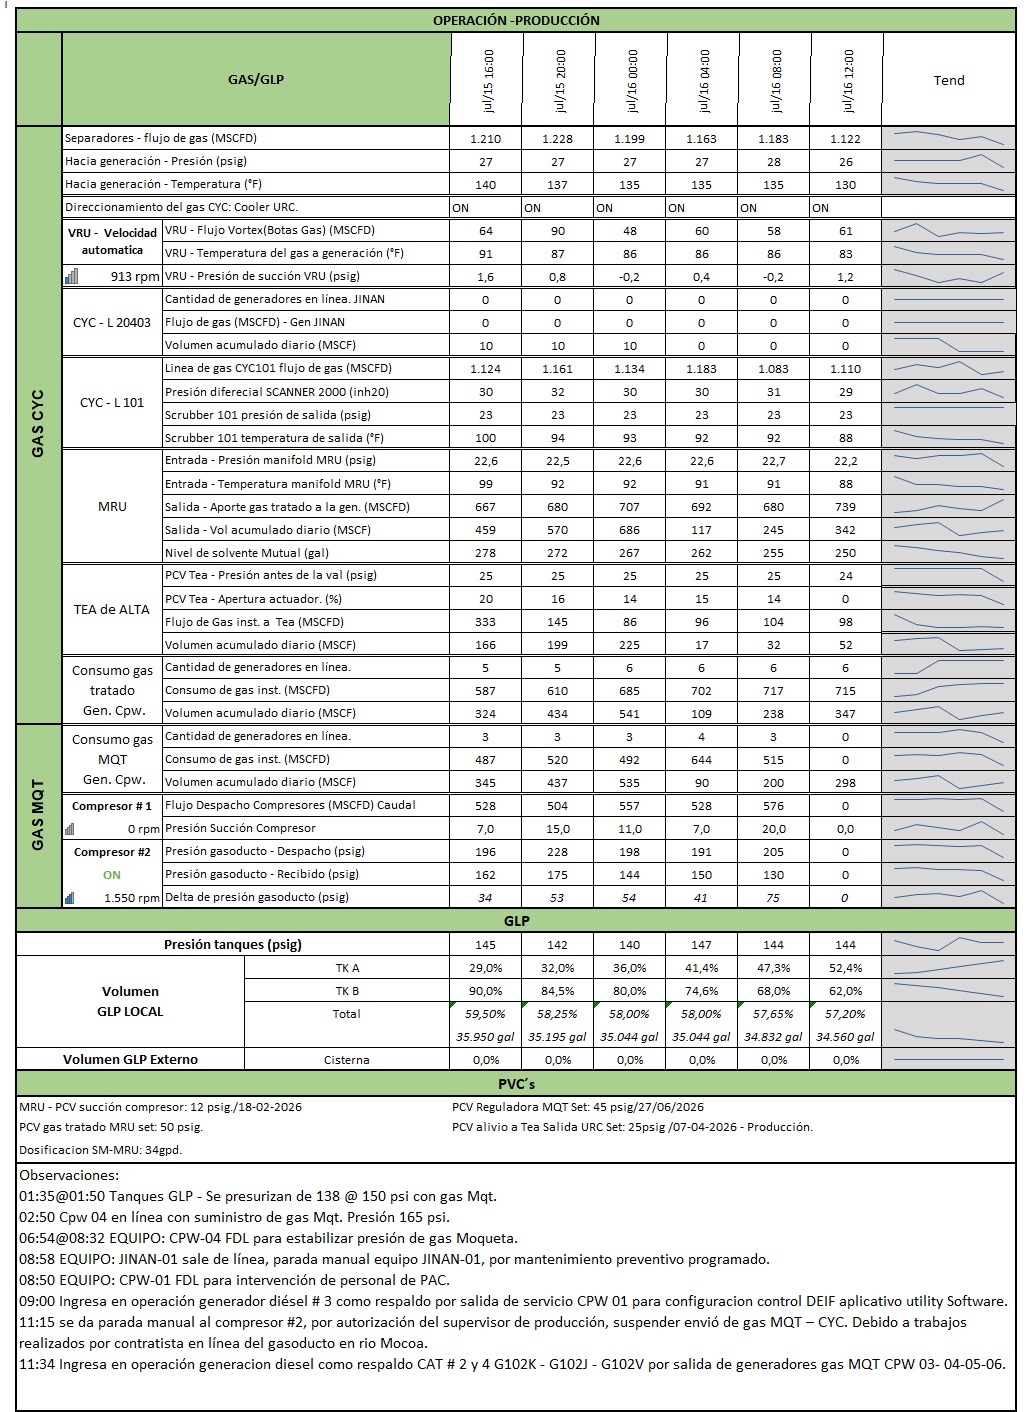 OPERACIÓN -PRODUCCIÓN
GAS/GLP jul/15 16:00 jul/15 20:00 jul/16 00:00 jul/16 04:00 jul/16 08:00 jul/16 12:00 Tend
GAS CYC
Separadores - flujo de gas (MSCFD) 1.210 1.228 1.199 1.163 1.183 1.122
Hacia generación - Presión (psig) 27 27 27 27 28 26
Hacia generación - Temperatura (°F) 140 137 135 135 135 130
Direccionamiento del gas CYC: Cooler URC. ON ON ON ON ON ON
VRU - Velocidad automatica
913 rpm
VRU - Flujo Vortex(Botas Gas) (MSCFD) 64 90 48 60 58 61
VRU - Temperatura del gas a generación (°F) 91 87 86 86 86 83
VRU - Presión de succión VRU (psig) 1,6 0,8 -0,2 0,4 -0,2 1,2
CYC - L 20403
Cantidad de generadores en línea. JINAN 0 0 0 0 0 0
Flujo de gas (MSCFD) - Gen JINAN 0 0 0 0 0 0
Volumen acumulado diario (MSCF) 10 10 10 0 0 0
CYC - L 101
Linea de gas CYC101 flujo de gas (MSCFD) 1.124 1.161 1.134 1.183 1.083 1.110
Presión diferecial SCANNER 2000 (inh20) 30 32 30 30 31 29
Scrubber 101 presión de salida (psig) 23 23 23 23 23 23
Scrubber 101 temperatura de salida (°F) 100 94 93 92 92 88
MRU
Entrada - Presión manifold MRU (psig) 22,6 22,5 22,6 22,6 22,7 22,2
Entrada - Temperatura manifold MRU (°F) 99 92 92 91 91 88
Salida - Aporte gas tratado a la gen. (MSCFD) 667 680 707 692 680 739
Salida - Vol acumulado diario (MSCF) 459 570 686 117 245 342
Nivel de solvente Mutual (gal) 278 272 267 262 255 250
TEA de ALTA
PCV Tea - Presión antes de la val (psig) 25 25 25 25 25 24
PCV Tea - Apertura actuador. (%) 20 16 14 15 14 0
Flujo de Gas inst. a Tea (MSCFD) 333 145 86 96 104 98
Volumen acumulado diario (MSCF) 166 199 225 17 32 52
Consumo gas tratado Gen. Cpw.
Cantidad de generadores en línea. 5 5 6 6 6 6
Consumo de gas inst. (MSCFD) 587 610 685 702 717 715
Volumen acumulado diario (MSCF) 324 434 541 109 238 347
GAS MQT
Consumo gas MQT Gen. Cpw.
Cantidad de generadores en línea. 3 3 3 4 3 0
Consumo de gas inst. (MSCFD) 487 520 492 644 515 0
Volumen acumulado diario (MSCF) 345 437 535 90 200 298
Compresor # 1
0 rpm
Flujo Despacho Compresores (MSCFD) Caudal 528 504 557 528 576 0
Presión Succión Compresor 7,0 15,0 11,0 7,0 20,0 0,0
Compresor #2
ON
1.550 rpm
Presión gasoducto - Despacho (psig) 196 228 198 191 205 0
Presión gasoducto - Recibido (psig) 162 175 144 150 130 0
Delta de presión gasoducto (psig) 34 53 54 41 75 0
GLP
Presión tanques (psig) 145 142 140 147 144 144
Volumen
GLP LOCAL
TK A 29,0% 32,0% 36,0% 41,4% 47,3% 52,4%
TK B 90,0% 84,5% 80,0% 74,6% 68,0% 62,0%
Total 59,50% 58,25% 58,00% 58,00% 57,65% 57,20%
35.950 gal 35.195 gal 35.044 gal 35.044 gal 34.832 gal 34.560 gal
Volumen GLP Externo Cisterna 0,0% 0,0% 0,0% 0,0% 0,0% 0,0%
PVC´s
MRU - PCV succión compresor: 12 psig./18-02-2026 PCV Reguladora MQT Set: 45 psig/27/06/2026
PCV gas tratado MRU set: 50 psig. PCV alivio a Tea Salida URC Set: 25psig /07-04-2026 - Producción.
Dosificacion SM-MRU: 34gpd.
Observaciones:
01:35@01:50 Tanques GLP - Se presurizan de 138 @ 150 psi con gas Mqt.
02:50 Cpw 04 en línea con suministro de gas Mqt. Presión 165 psi.
06:54@08:32 EQUIPO: CPW-04 FDL para estabilizar presión de gas Moqueta.
08:58 EQUIPO: JINAN-01 sale de línea, parada manual equipo JINAN-01, por mantenimiento preventivo programado.
08:50 EQUIPO: CPW-01 FDL para intervención de personal de PAC.
09:00 Ingresa en operación generador diésel # 3 como respaldo por salida de servicio CPW 01 para configuracion control DEIF aplicativo utility Software.
11:15 se da parada manual al compresor #2, por autorización del supervisor de producción, suspender envió de gas MQT – CYC. Debido a trabajos
realizados por contratista en línea del gasoducto en rio Mocoa.
11:34 Ingresa en operación generacion diesel como respaldo CAT # 2 y 4 G102K - G102J - G102V por salida de generadores gas MQT CPW 03- 04-05-06.